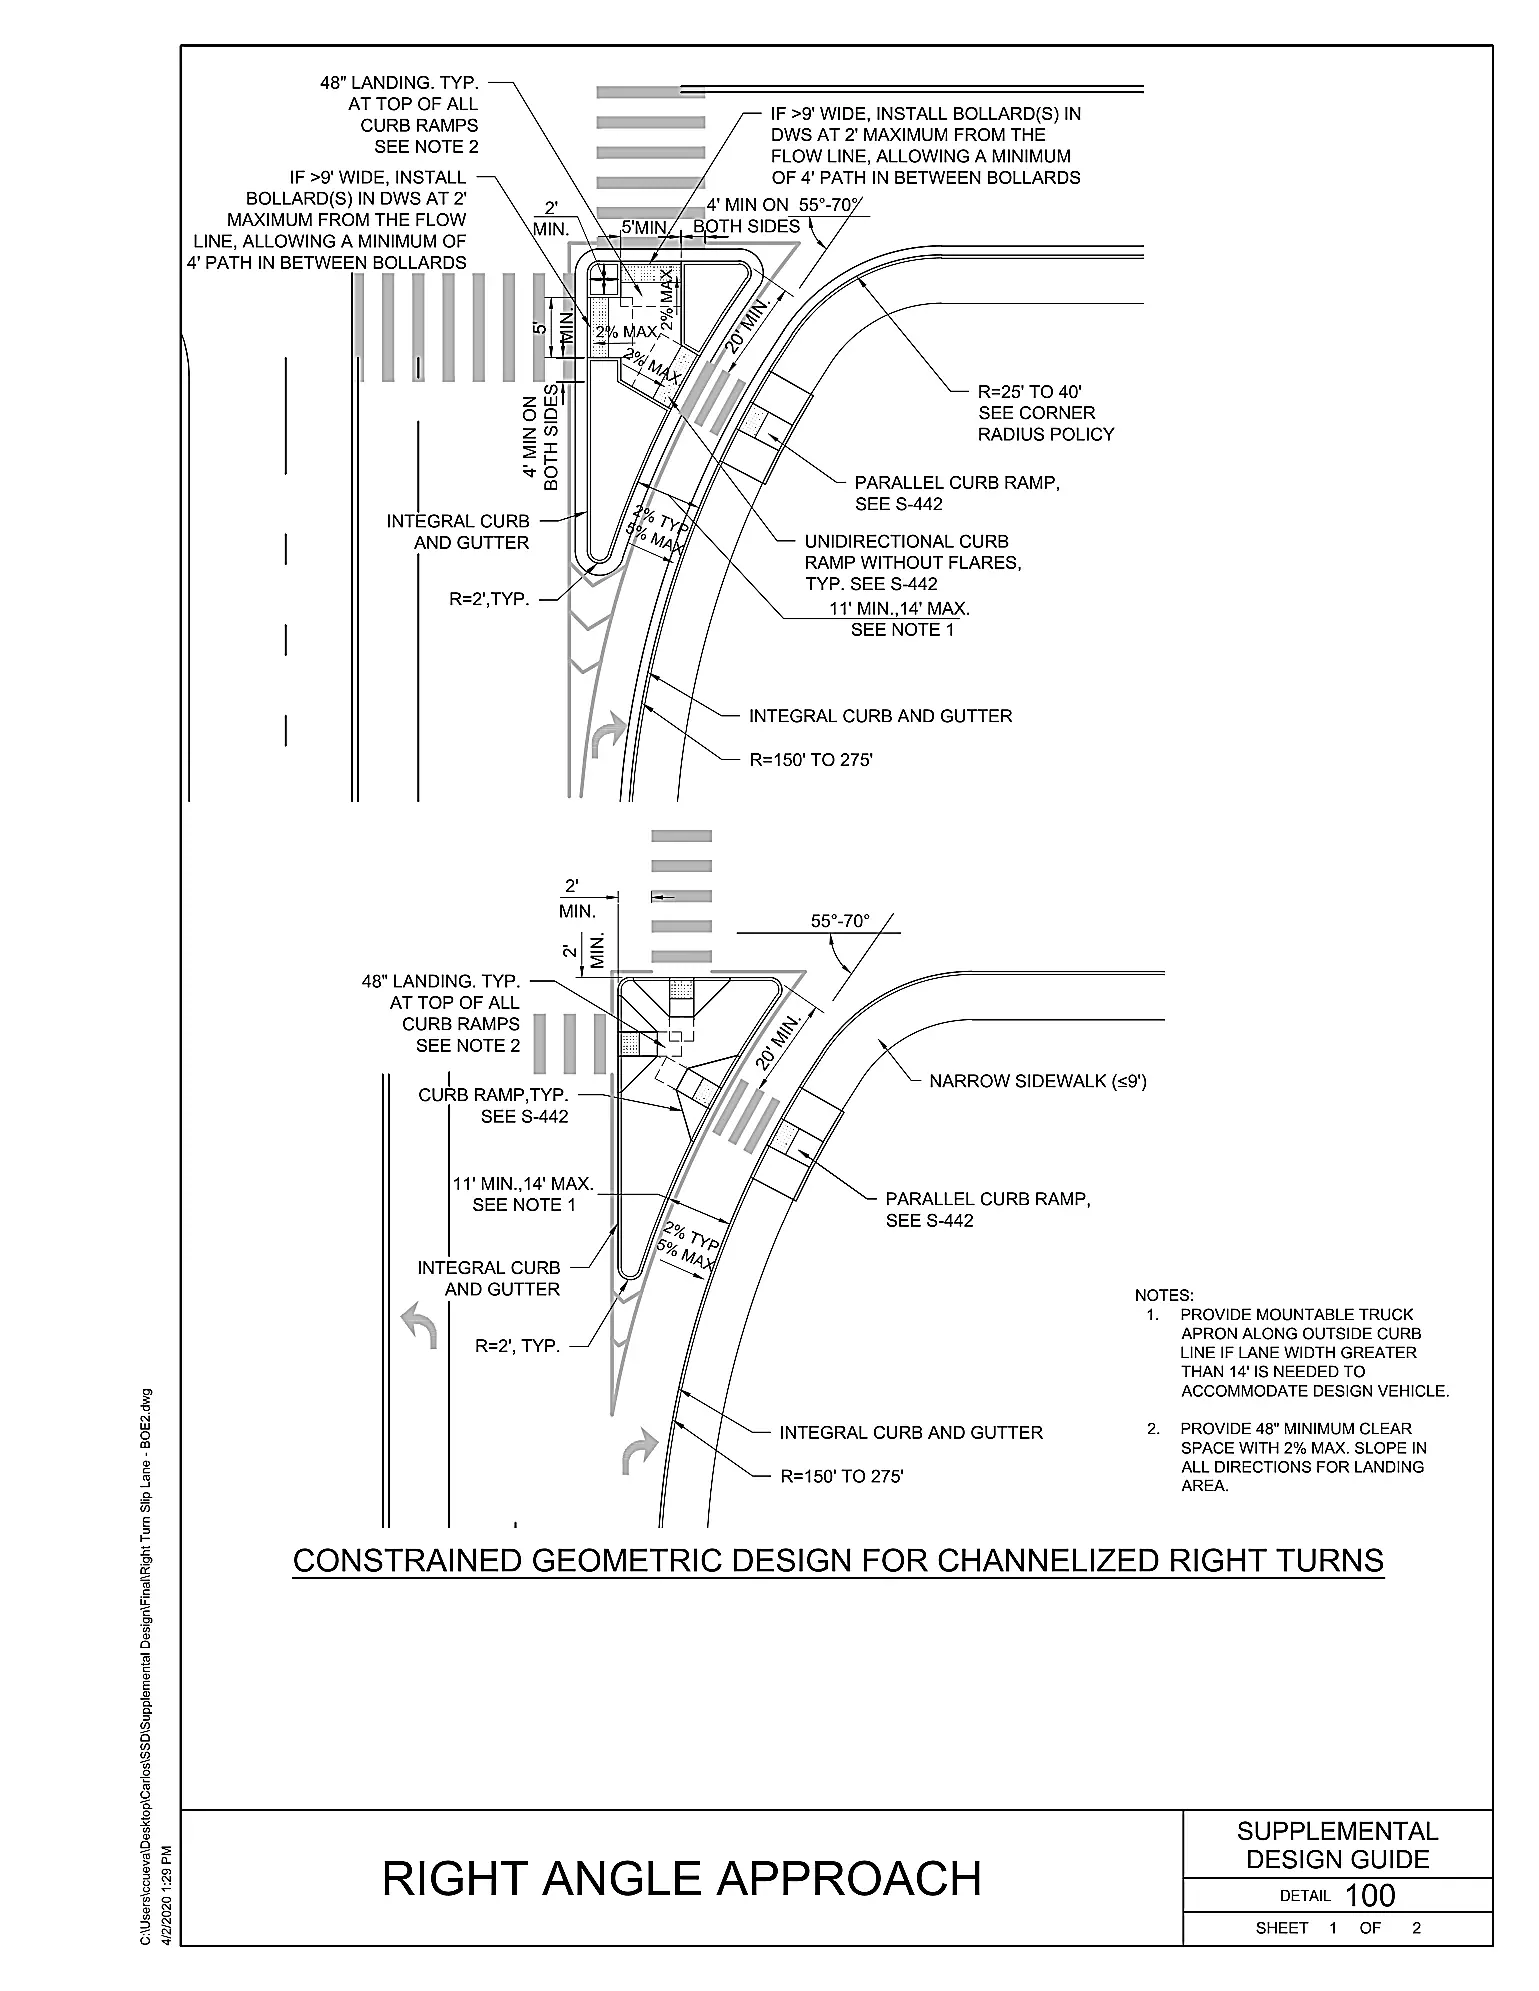 48" LANDING. TYP.
AT TOP OF ALL
CURB RAMPS
SEE NOTE 2
IF >9' WIDE, INSTALL BOLLARD(S) IN
DWS AT 2' MAXIMUM FROM THE
FLOW LINE, ALLOWING A MINIMUM
OF 4' PATH IN BETWEEN BOLLARDS
IF >9' WIDE, INSTALL
BOLLARD(S) IN DWS AT 2'
MAXIMUM FROM THE FLOW
LINE, ALLOWING A MINIMUM OF
4' PATH IN BETWEEN BOLLARDS
2'
MIN.
5'MIN.
4' MIN ON
BOTH SIDES
55°-70°
2% MAX
5'
MIN.
2% MAX.
2% MAX.
20' MIN.
4' MIN ON
BOTH SIDES
R=25' TO 40'
SEE CORNER
RADIUS POLICY
PARALLEL CURB RAMP,
SEE S-442
INTEGRAL CURB
AND GUTTER
2% TYP
5% MAX
UNIDIRECTIONAL CURB
RAMP WITHOUT FLARES,
TYP. SEE S-442
R=2',TYP.
11' MIN.,14' MAX.
SEE NOTE 1
INTEGRAL CURB AND GUTTER
R=150' TO 275'
2'
MIN.
2'
MIN.
55°-70°
48" LANDING. TYP.
AT TOP OF ALL
CURB RAMPS
SEE NOTE 2
20' MIN.
NARROW SIDEWALK (≤9')
CURB RAMP,TYP.
SEE S-442
11' MIN.,14' MAX.
SEE NOTE 1
PARALLEL CURB RAMP,
SEE S-442
2% TYP
5% MAX
INTEGRAL CURB
AND GUTTER
R=2', TYP.
INTEGRAL CURB AND GUTTER
R=150' TO 275'
NOTES:
1. PROVIDE MOUNTABLE TRUCK
APRON ALONG OUTSIDE CURB
LINE IF LANE WIDTH GREATER
THAN 14' IS NEEDED TO
ACCOMMODATE DESIGN VEHICLE.
2. PROVIDE 48" MINIMUM CLEAR
SPACE WITH 2% MAX. SLOPE IN
ALL DIRECTIONS FOR LANDING
AREA.
CONSTRAINED GEOMETRIC DESIGN FOR CHANNELIZED RIGHT TURNS
C:\Users\ccueva\Desktop\Carlos\SSD\Supplemental Design\Final\Right Turn Slip Lane - BOE2.dwg
4/2/2020 1:29 PM
RIGHT ANGLE APPROACH
SUPPLEMENTAL
DESIGN GUIDE
DETAIL 100
SHEET 1 OF 2